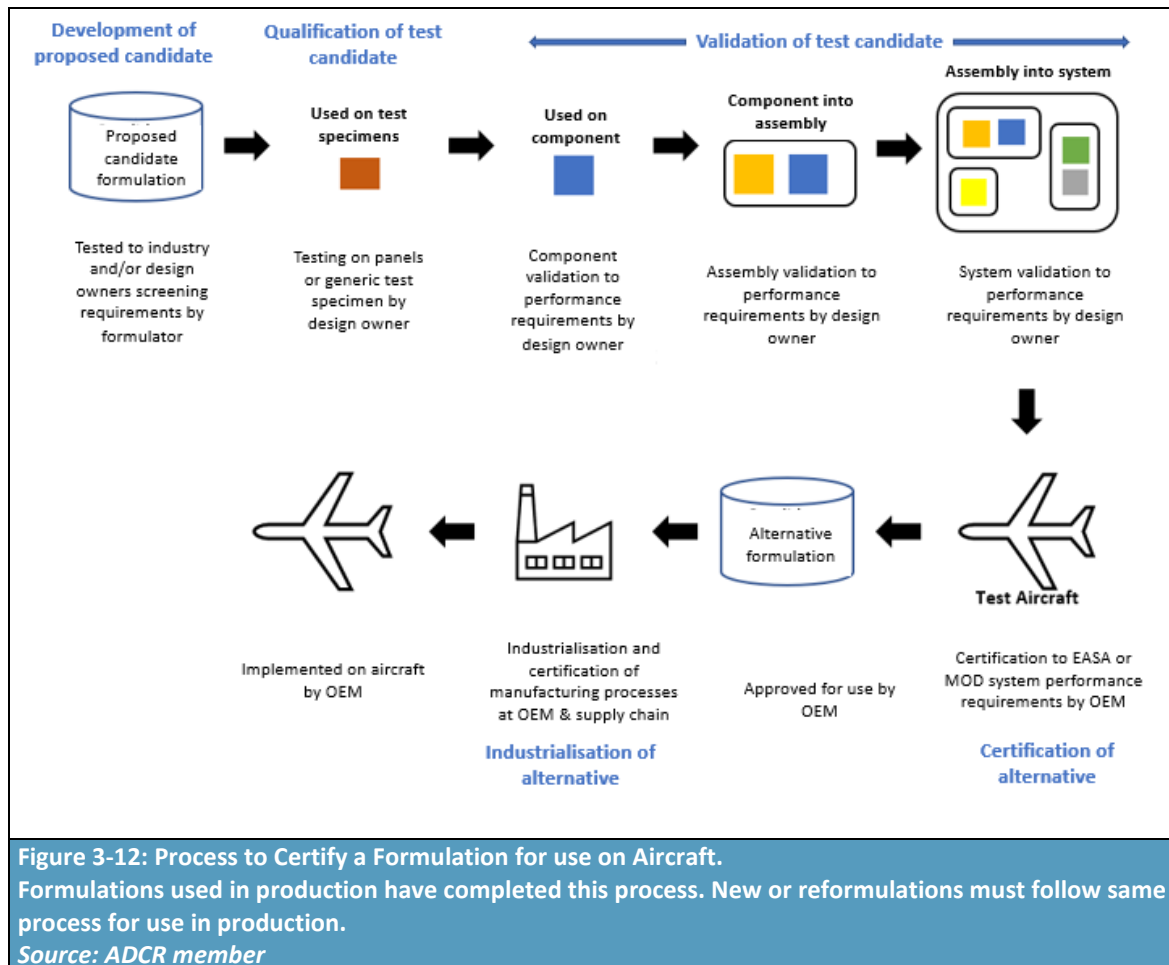 Development of
proposed candidate
Qualification of test
candidate
Validation of test candidate
Proposed
candidate
formulation
Used on test
specimens
Used on
component
Component into
assembly
Assembly into system
Tested to industry
and/or design
owners screening
requirements by
formulator
Testing on panels
or generic test
specimen by
design owner
Component
validation to
performance
requirements by
design owner
Assembly validation to
performance
requirements by design
owner
System validation to
performance
requirements by design
owner
Alternative
formulation
Test Aircraft
Implemented on aircraft
by OEM
Industrialisation and
certification of
manufacturing processes
at OEM & supply chain
Approved for use by
OEM
Certification to EASA or
MOD system performance
requirements by OEM
Industrialisation of
alternative
Certification of
alternative
Figure 3-12: Process to Certify a Formulation for use on Aircraft.
Formulations used in production have completed this process. New or reformulations must follow same
process for use in production.
Source: ADCR member